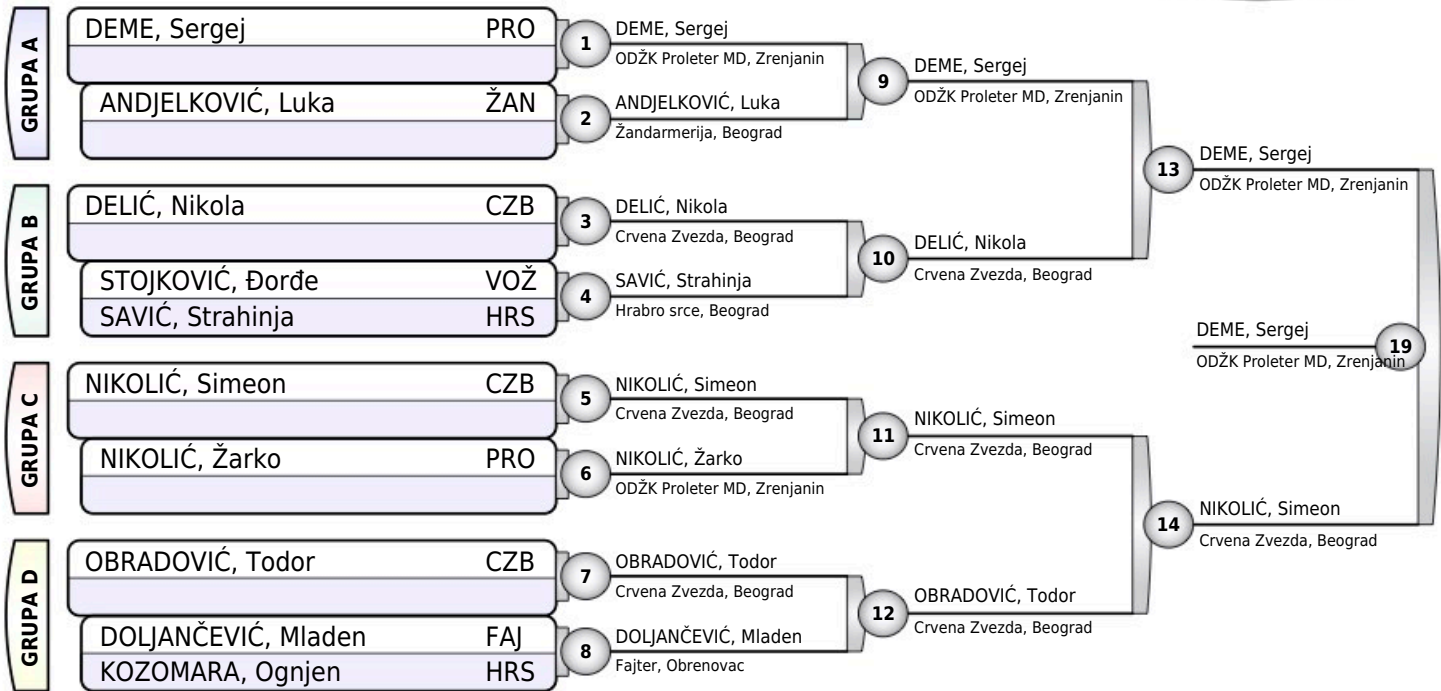 GRUPA A
DEME, Sergej PRO
ANDJELKOVIĆ, Luka ŽAN
1
DEME, Sergej
ODŽK Proleter MD, Zrenjanin
2
ANDJELKOVIĆ, Luka
Žandarmerija, Beograd
9
DEME, Sergej
ODŽK Proleter MD, Zrenjanin
GRUPA B
DELIĆ, Nikola CZB
STOJKOVIĆ, Đorđe VOŽ
SAVIĆ, Strahinja HRS
3
DELIĆ, Nikola
Crvena Zvezda, Beograd
4
SAVIĆ, Strahinja
Hrabro srce, Beograd
10
DELIĆ, Nikola
Crvena Zvezda, Beograd
13
DEME, Sergej
ODŽK Proleter MD, Zrenjanin
GRUPA C
NIKOLIĆ, Simeon CZB
NIKOLIĆ, Žarko PRO
5
NIKOLIĆ, Simeon
Crvena Zvezda, Beograd
6
NIKOLIĆ, Žarko
ODŽK Proleter MD, Zrenjanin
11
NIKOLIĆ, Simeon
Crvena Zvezda, Beograd
GRUPA D
OBRADOVIĆ, Todor CZB
DOLJANČEVIĆ, Mladen FAJ
KOZOMARA, Ognjen HRS
7
OBRADOVIĆ, Todor
Crvena Zvezda, Beograd
8
DOLJANČEVIĆ, Mladen
Fajter, Obrenovac
12
OBRADOVIĆ, Todor
Crvena Zvezda, Beograd
14
NIKOLIĆ, Simeon
Crvena Zvezda, Beograd
DEME, Sergej
ODŽK Proleter MD, Zrenjanin
19